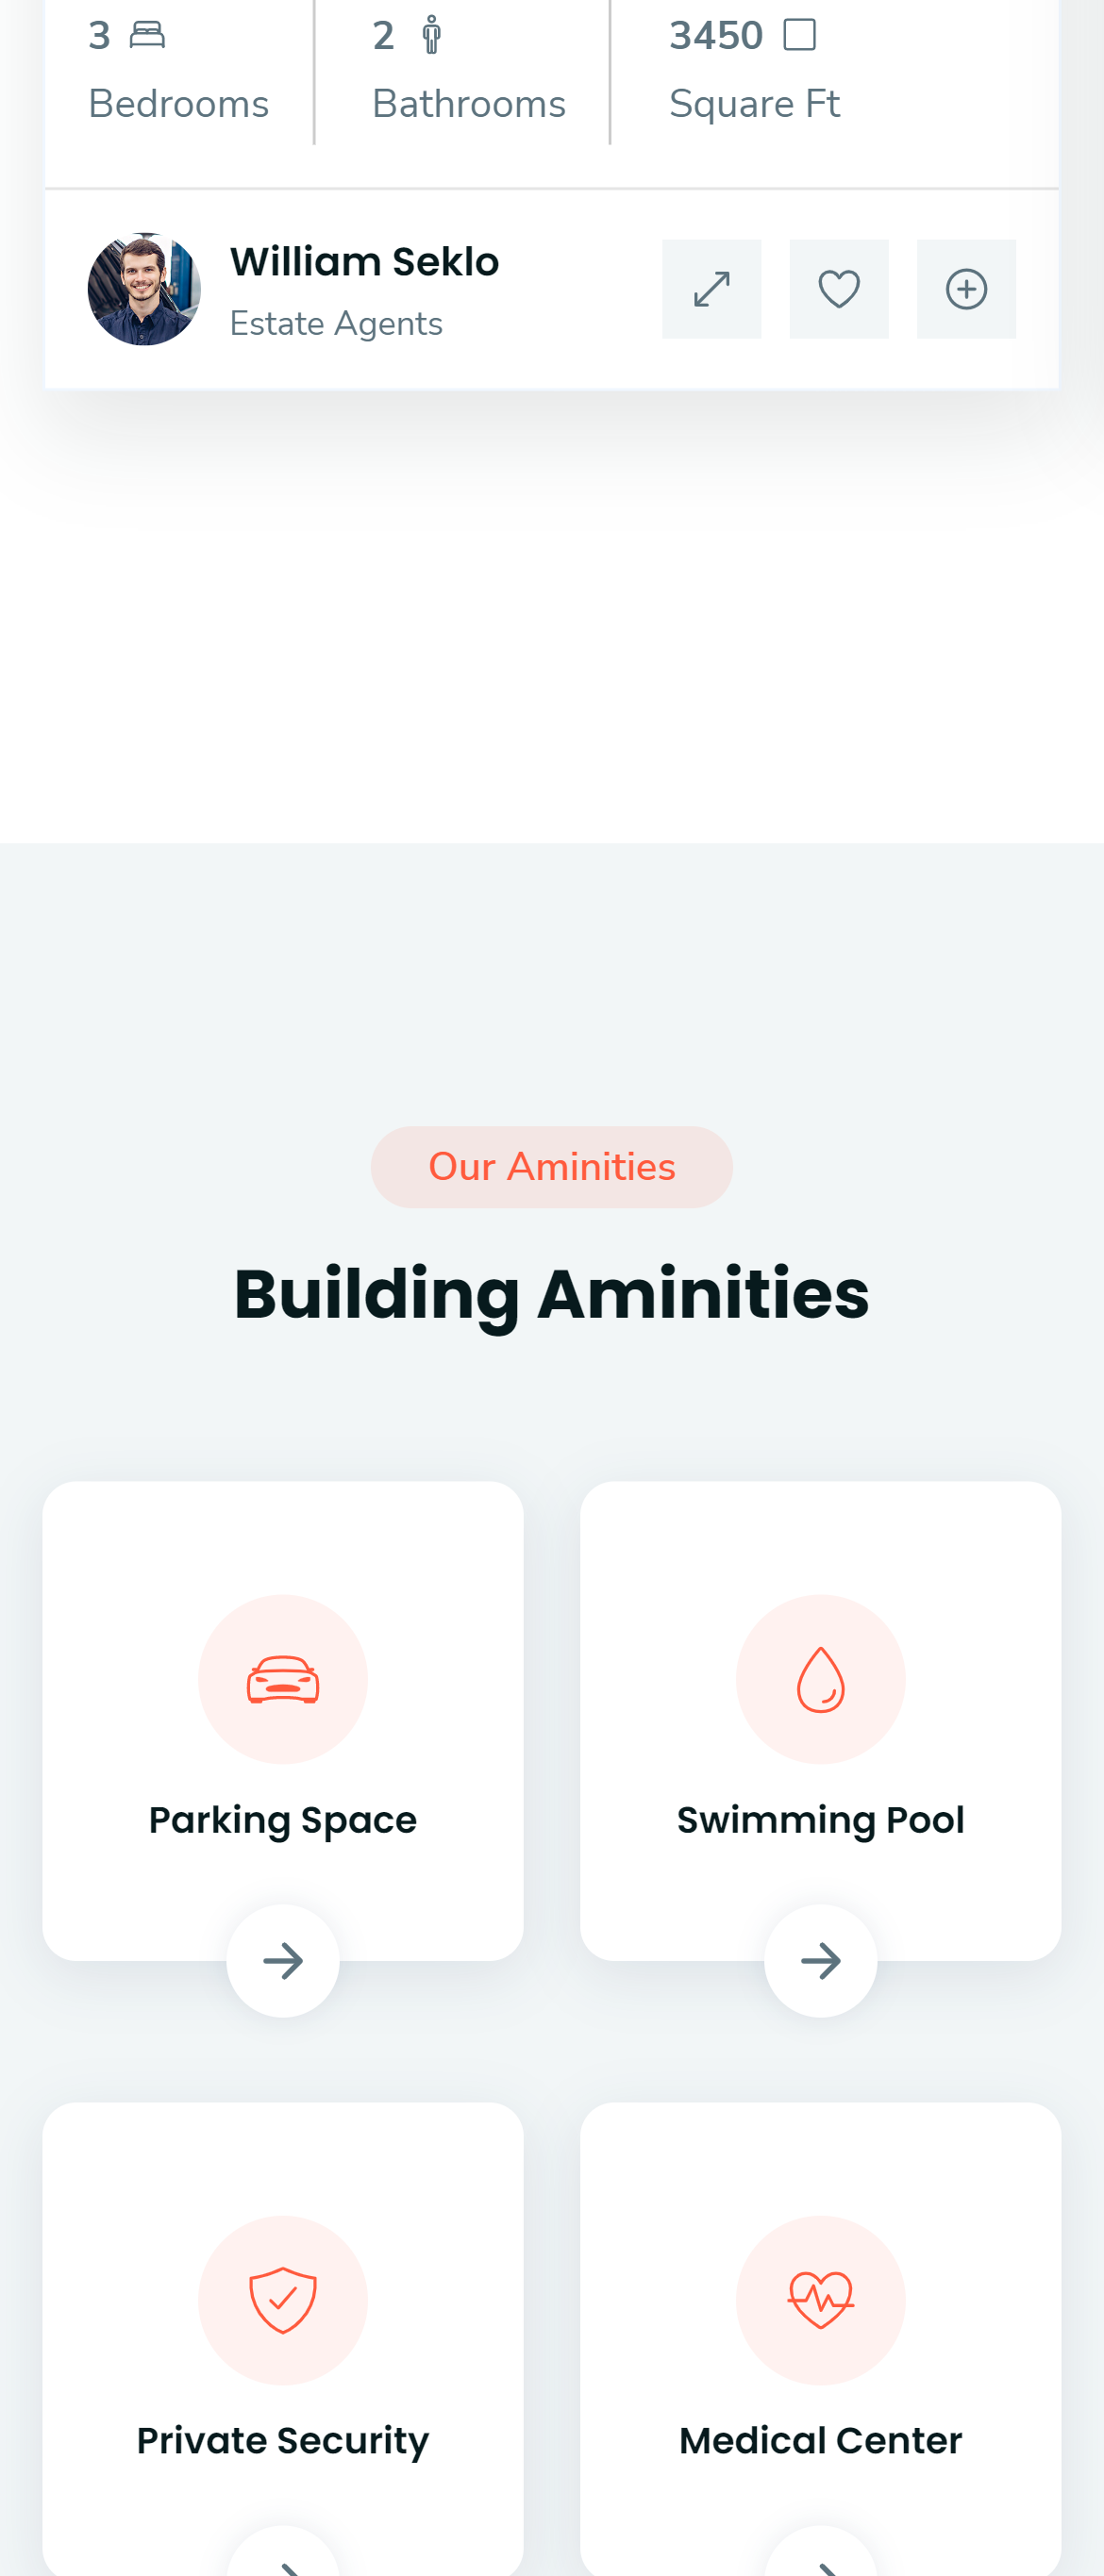 3
2
3450
Bedrooms
Bathrooms
Square Ft
William Seklo
Estate Agents
Our Aminities
Building Aminities
Parking Space
Swimming Pool
Private Security
Medical Center